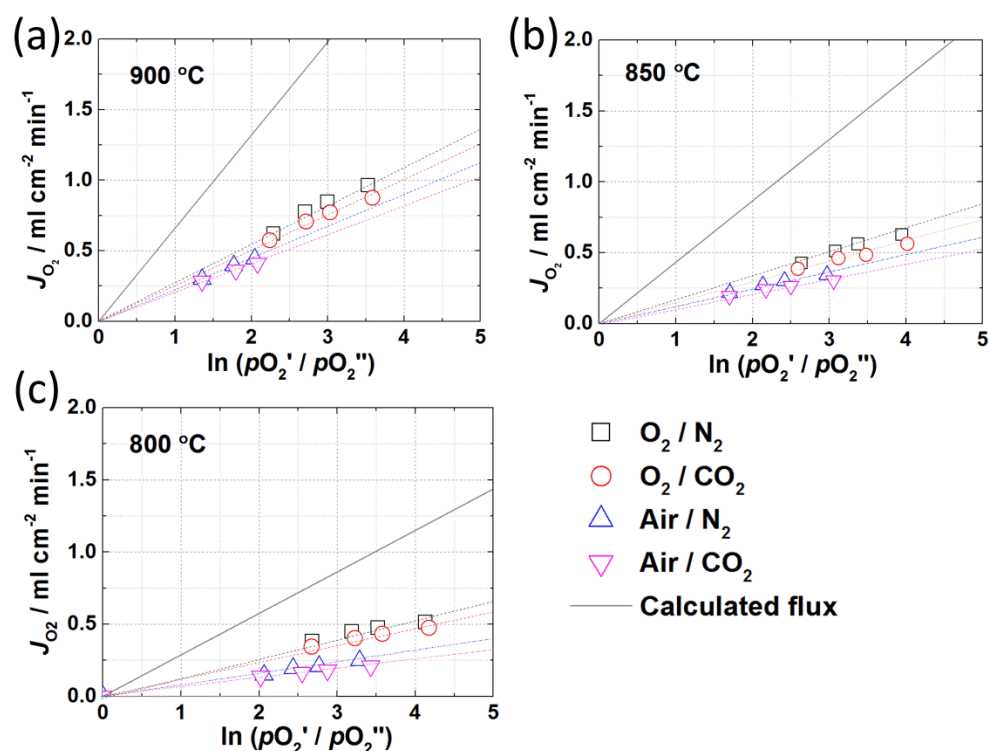 (a)
2.0
1.5
1.0
0.5
0.0
J_O₂ / ml cm⁻² min⁻¹
900 °C
0 1 2 3 4 5
ln (pO₂' / pO₂'')
(b)
2.0
1.5
1.0
0.5
0.0
J_O₂ / ml cm⁻² min⁻¹
850 °C
0 1 2 3 4 5
ln (pO₂' / pO₂'')
(c)
2.0
1.5
1.0
0.5
0.0
J_O2 / ml cm⁻² min⁻¹
800 °C
0 1 2 3 4 5
ln (pO₂' / pO₂'')
O₂ / N₂
O₂ / CO₂
Air / N₂
Air / CO₂
Calculated flux